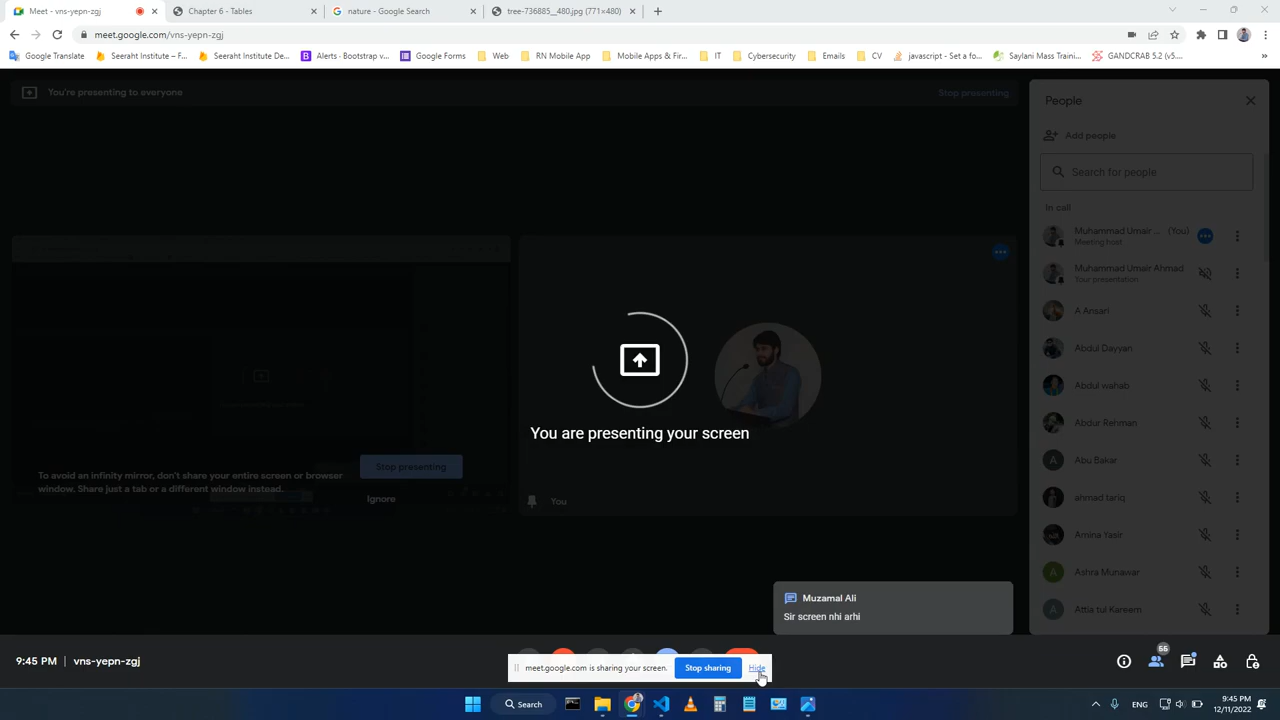 Meet - vns-yepn-zgj
Chapter 6 - Tables
nature - Google Search
tree-736885__480.jpg (771×480)
meet.google.com/vns-yepn-zgj
Google Translate
Seeraht Institute – F...
Seeraht Institute De...
Alerts · Bootstrap v...
Google Forms
Web
RN Mobile App
Mobile Apps & Fir...
IT
Cybersecurity
Emails
CV
javascript - Set a fo...
Saylani Mass Traini...
GANDCRAB 5.2 (v5....
»
You're presenting to everyone
Stop presenting
People
Add people
Search for people
In call
Muhammad Umair ... (You)
Meeting host
Muhammad Umair Ahmad
Your presentation
A Ansari
Abdul Dayyan
Abdul wahab
Abdur Rehman
A
Abu Bakar
ahmad tariq
Amina Yasir
A
Ashra Munawar
A
Attia tul Kareem
You are presenting your screen
To avoid an infinity mirror, don't share your entire screen or browser
window. Share just a tab or a different window instead.
Stop presenting
Ignore
You
Muzamal Ali
Sir screen nhi arhi
9:45 PM | vns-yepn-zgj
meet.google.com is sharing your screen.
Stop sharing
Hide
56
Search
ENG
9:45 PM
12/11/2022